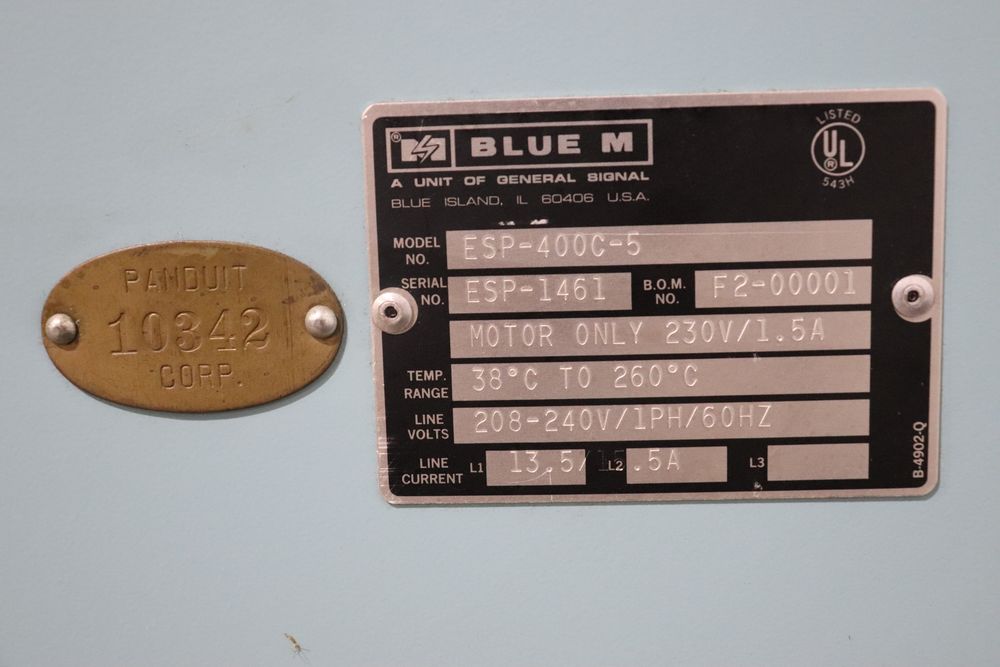 PANDUIT
10342
CORP.
® BLUE M
A UNIT OF GENERAL SIGNAL
BLUE ISLAND, IL 60406 U.S.A.
LISTED
UL ®
543H
MODEL NO. ESP-400C-5
SERIAL NO. ESP-1461 B.O.M. NO. F2-00001
MOTOR ONLY 230V/1.5A
TEMP. RANGE 38°C TO 260°C
LINE VOLTS 208-240V/1PH/60HZ
LINE CURRENT L1 13.5/ L2 .5A L3
B-4902-Q